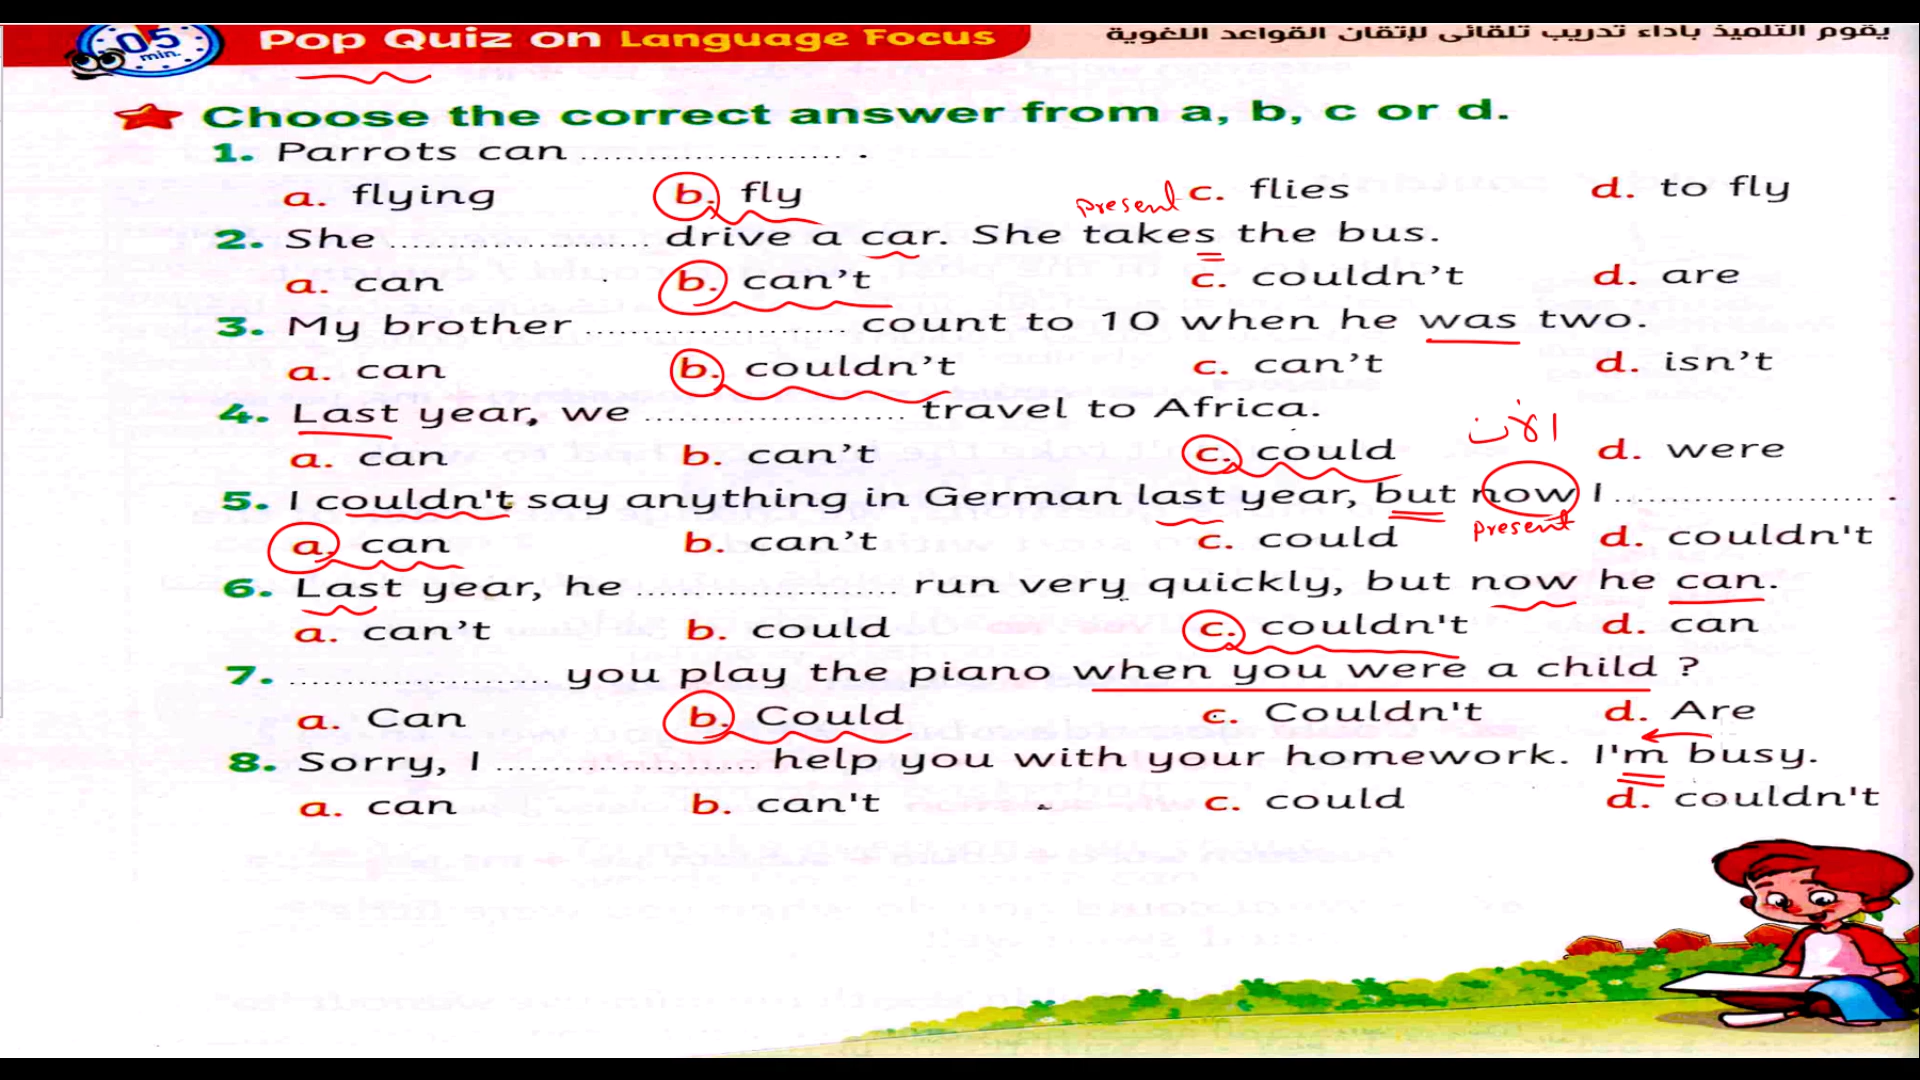 05 min. Pop Quiz on Language Focus يقوم التلميذ بأداء تدريب تلقائى لإتقان القواعد اللغوية
Choose the correct answer from a, b, c or d.
1. Parrots can ........................ .
a. flying b. fly c. flies d. to fly
present
2. She ........................ drive a car. She takes the bus.
a. can b. can't c. couldn't d. are
3. My brother ........................ count to 10 when he was two.
a. can b. couldn't c. can't d. isn't
4. Last year, we ........................ travel to Africa.
الآن
a. can b. can't c. could d. were
5. I couldn't say anything in German last year, but now I ........................ .
present
a. can b. can't c. could d. couldn't
6. Last year, he ........................ run very quickly, but now he can.
a. can't b. could c. couldn't d. can
7. ........................ you play the piano when you were a child ?
a. Can b. Could c. Couldn't d. Are
8. Sorry, I ........................ help you with your homework. I'm busy.
a. can b. can't c. could d. couldn't